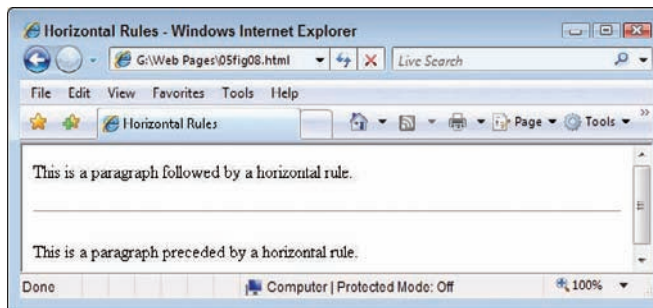 Horizontal Rules - Windows Internet Explorer
G:\Web Pages\05fig08.html Live Search
File Edit View Favorites Tools Help
Horizontal Rules Page Tools »
This is a paragraph followed by a horizontal rule.
This is a paragraph preceded by a horizontal rule.
Done Computer | Protected Mode: Off 100%